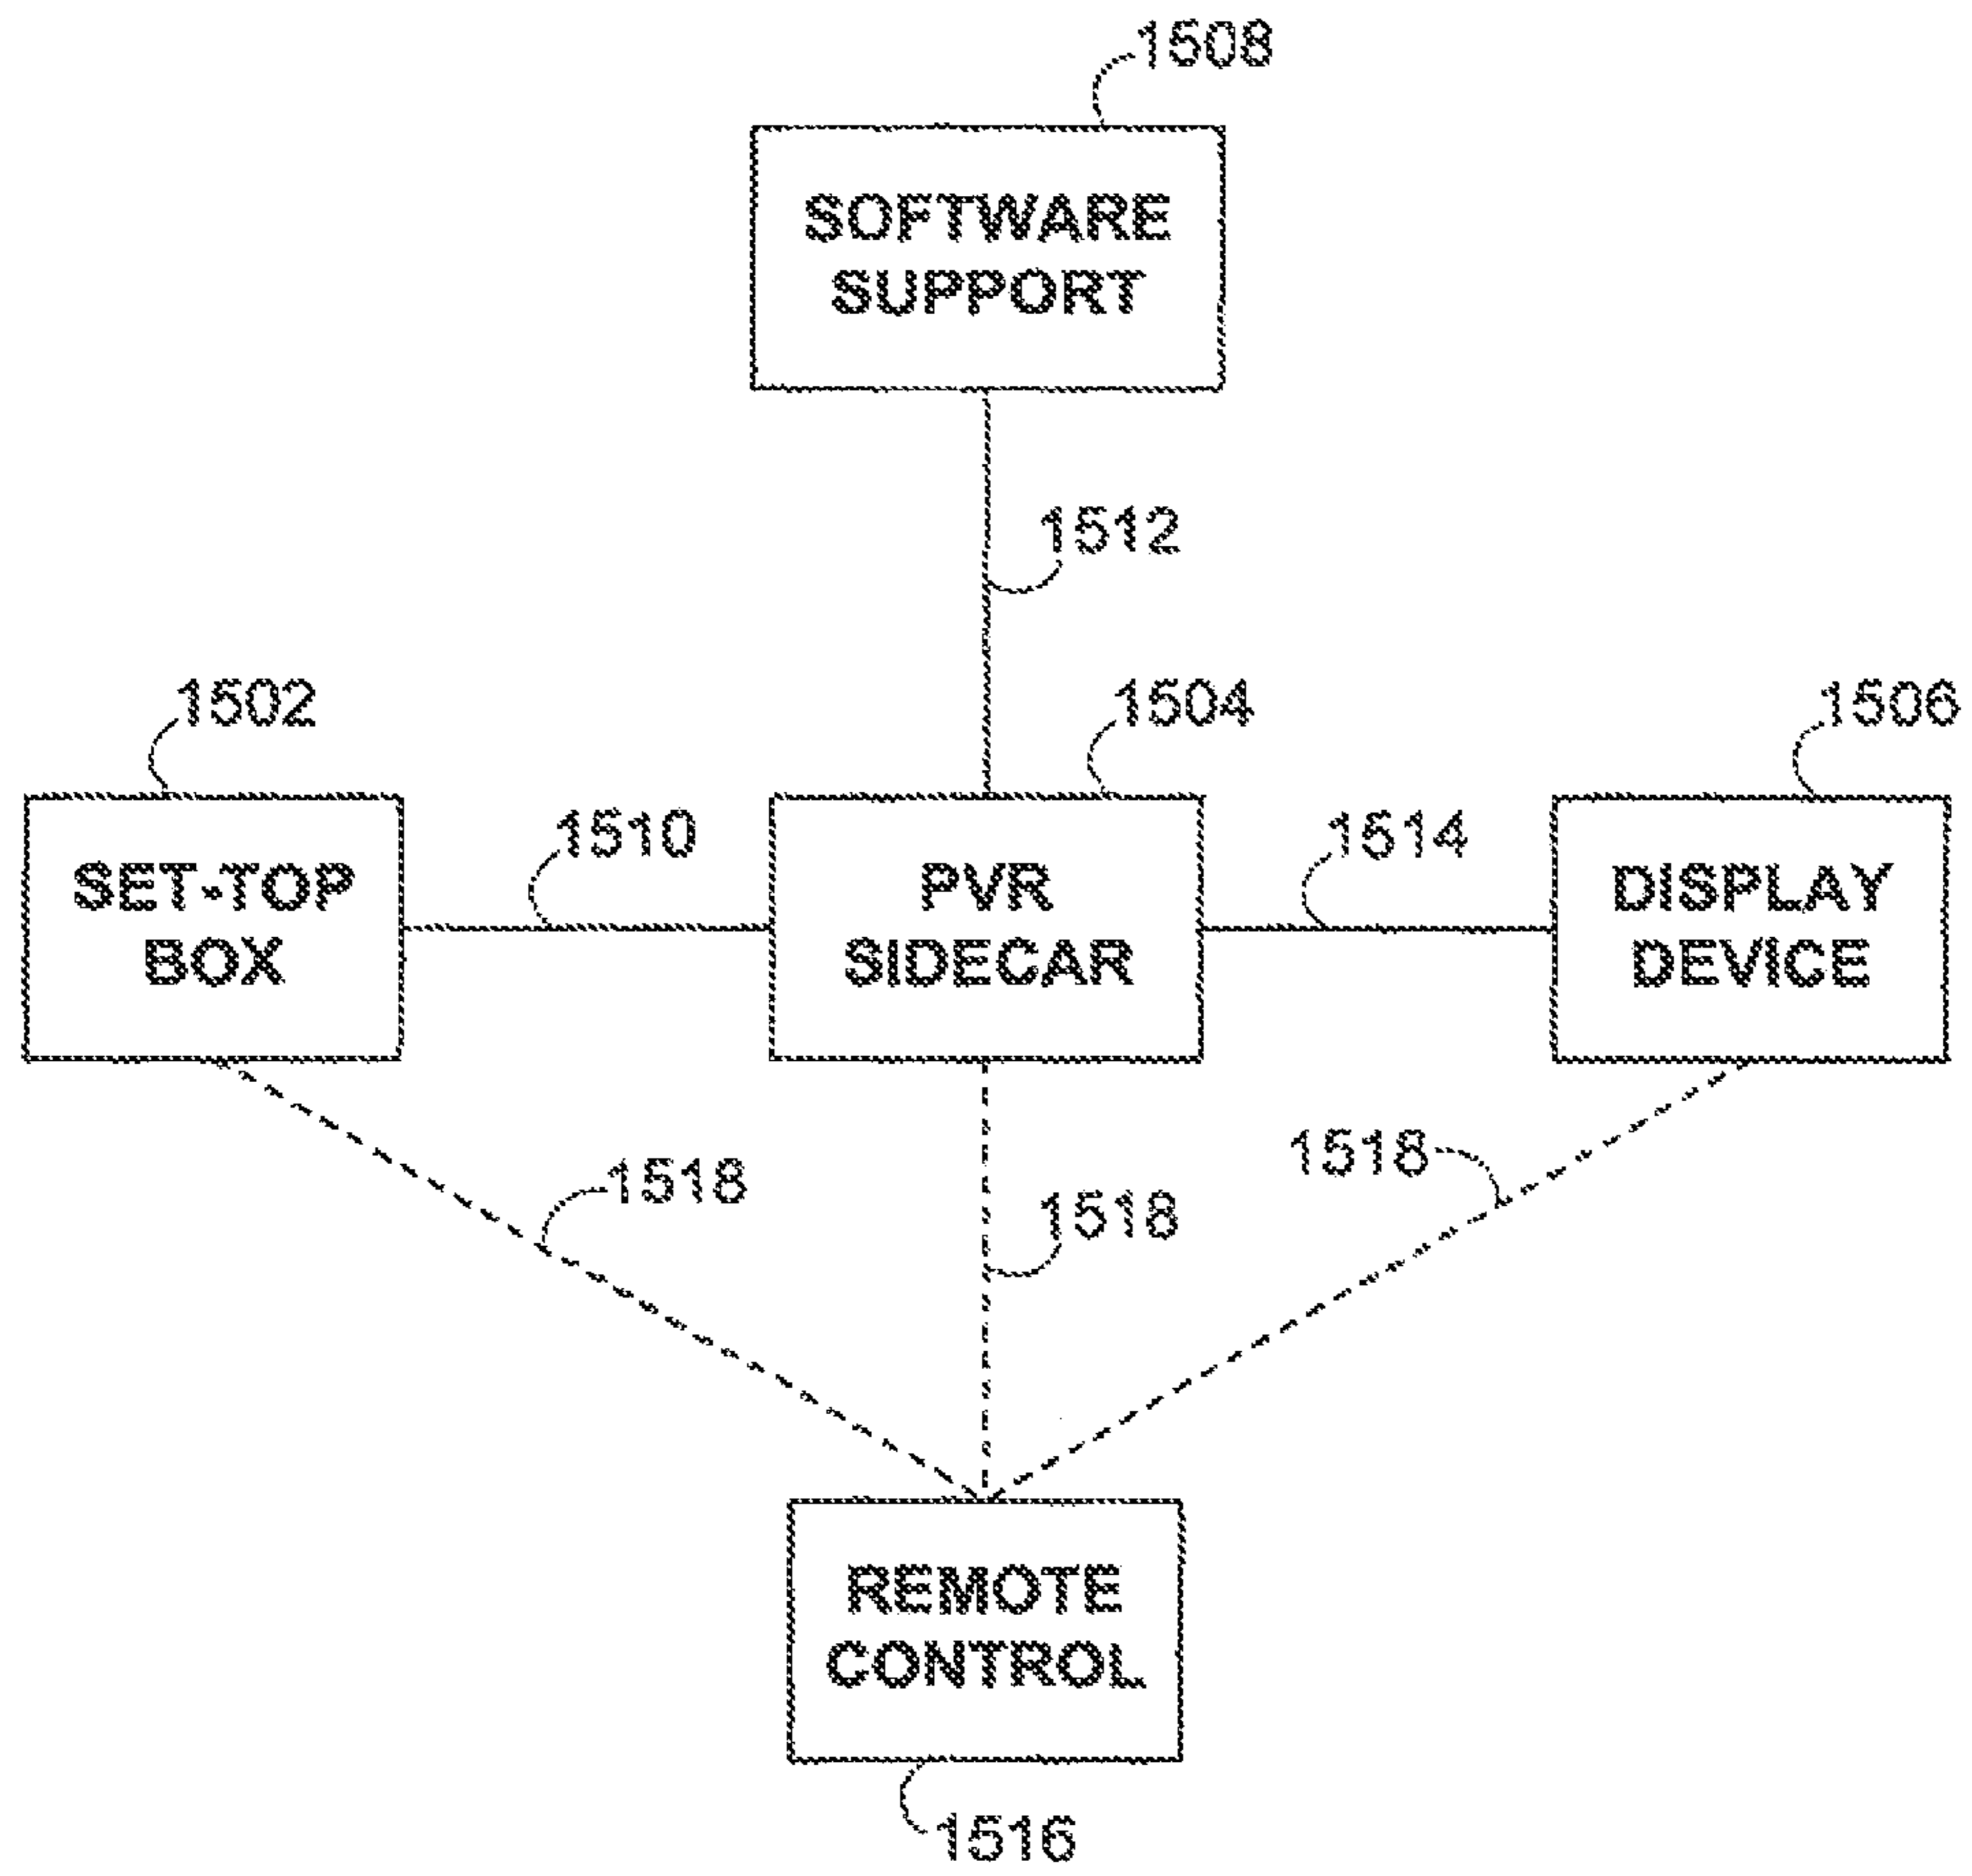 1508
SOFTWARE
SUPPORT
1512
1502
1504
1506
1510
1514
SET-TOP
BOX
PVR
SIDECAR
DISPLAY
DEVICE
1518
1518
1518
REMOTE
CONTROL
1516